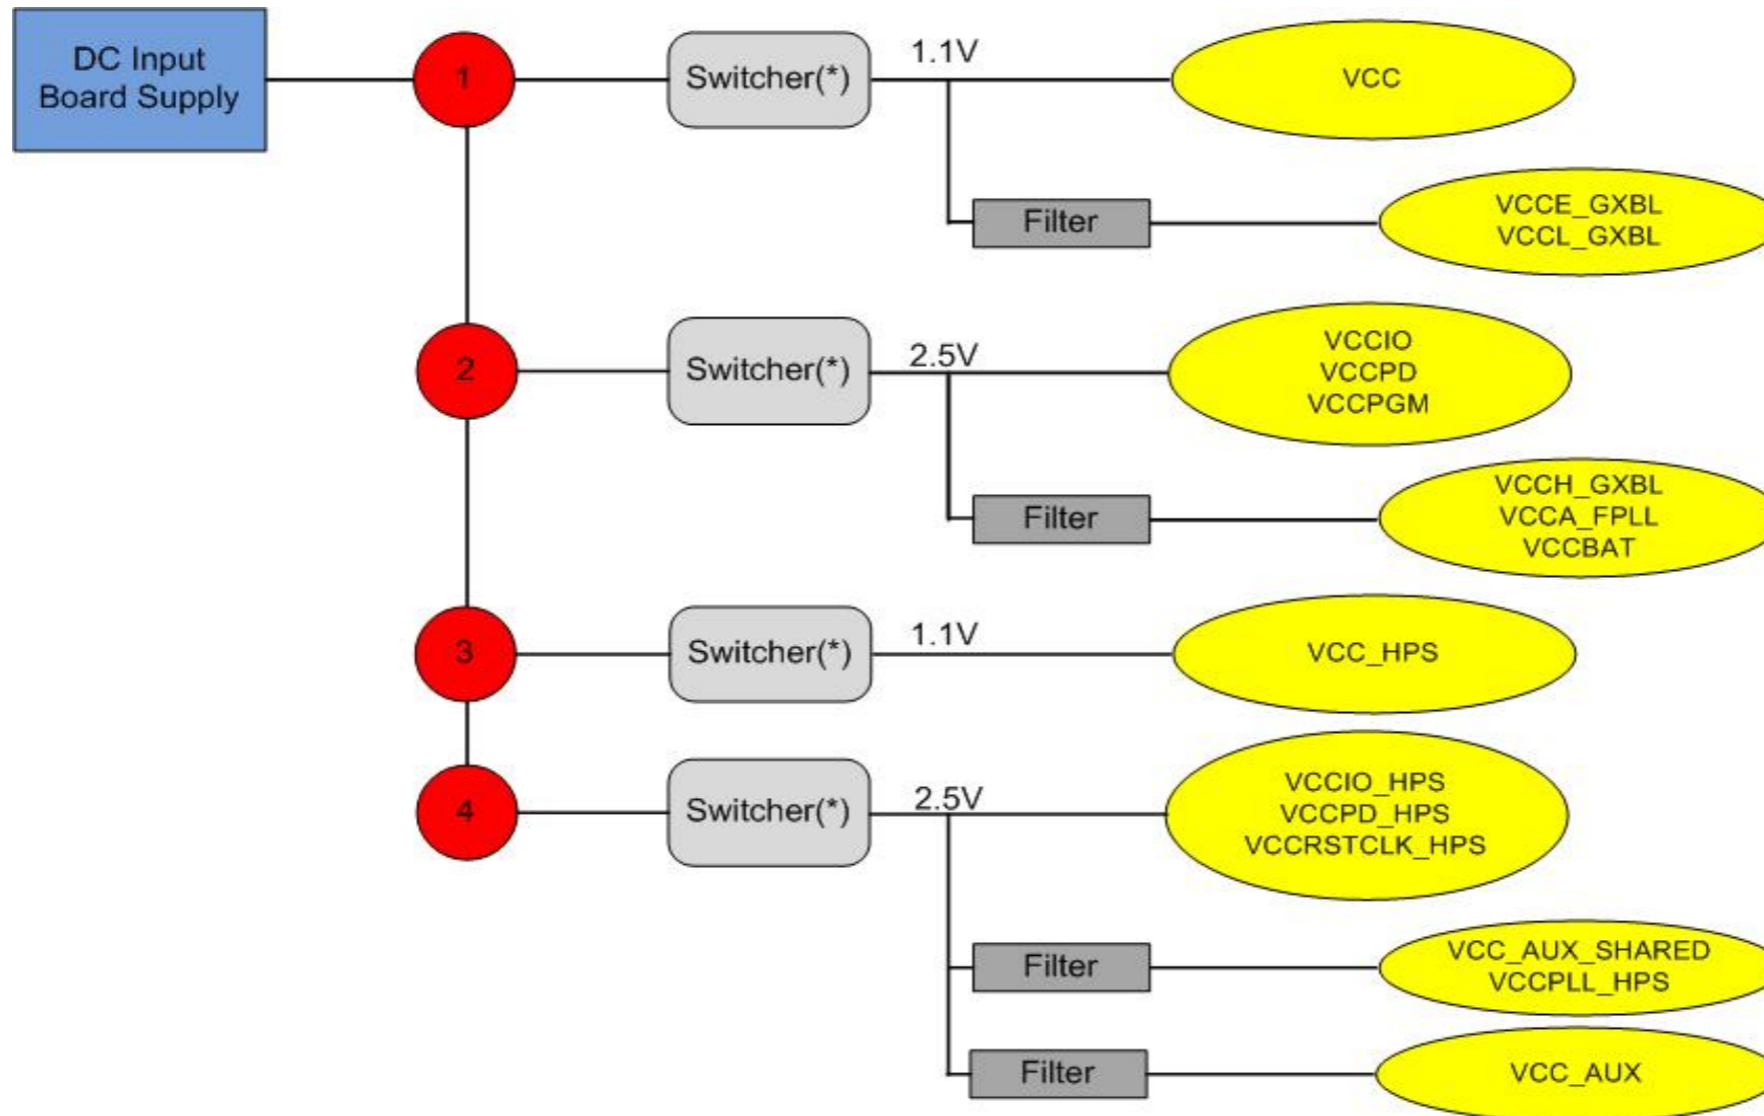 DC Input
Board Supply
1
Switcher(*)
1.1V
VCC
Filter
VCCE_GXBL
VCCL_GXBL
2
Switcher(*)
2.5V
VCCIO
VCCPD
VCCPGM
Filter
VCCH_GXBL
VCCA_FPLL
VCCBAT
3
Switcher(*)
1.1V
VCC_HPS
4
Switcher(*)
2.5V
VCCIO_HPS
VCCPD_HPS
VCCRSTCLK_HPS
Filter
VCC_AUX_SHARED
VCCPLL_HPS
Filter
VCC_AUX